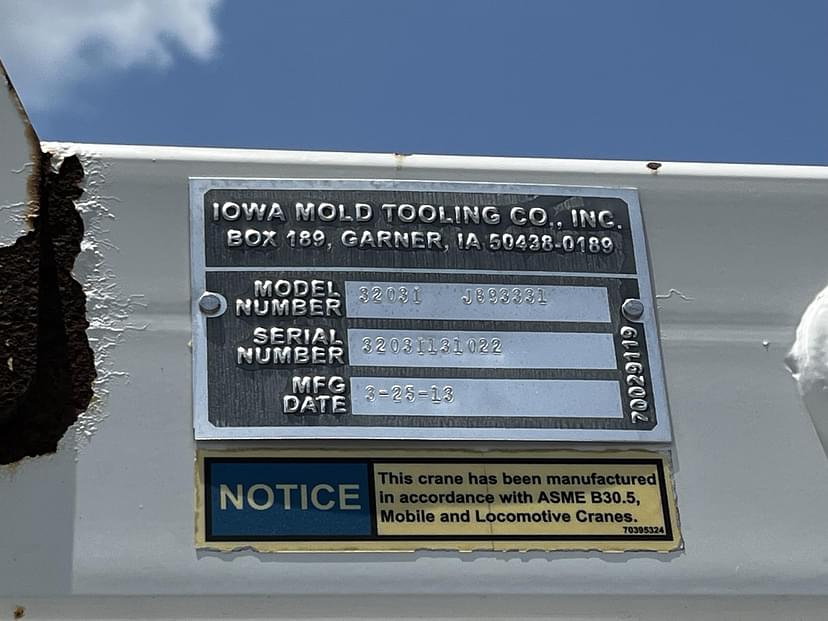 IOWA MOLD TOOLING CO., INC.
BOX 189, GARNER, IA 50438-0189
MODEL NUMBER 32031 J693331
SERIAL NUMBER 32031131022
MFG DATE 3-25-13
70029119
NOTICE
This crane has been manufactured
in accordance with ASME B30.5,
Mobile and Locomotive Cranes.
70395324